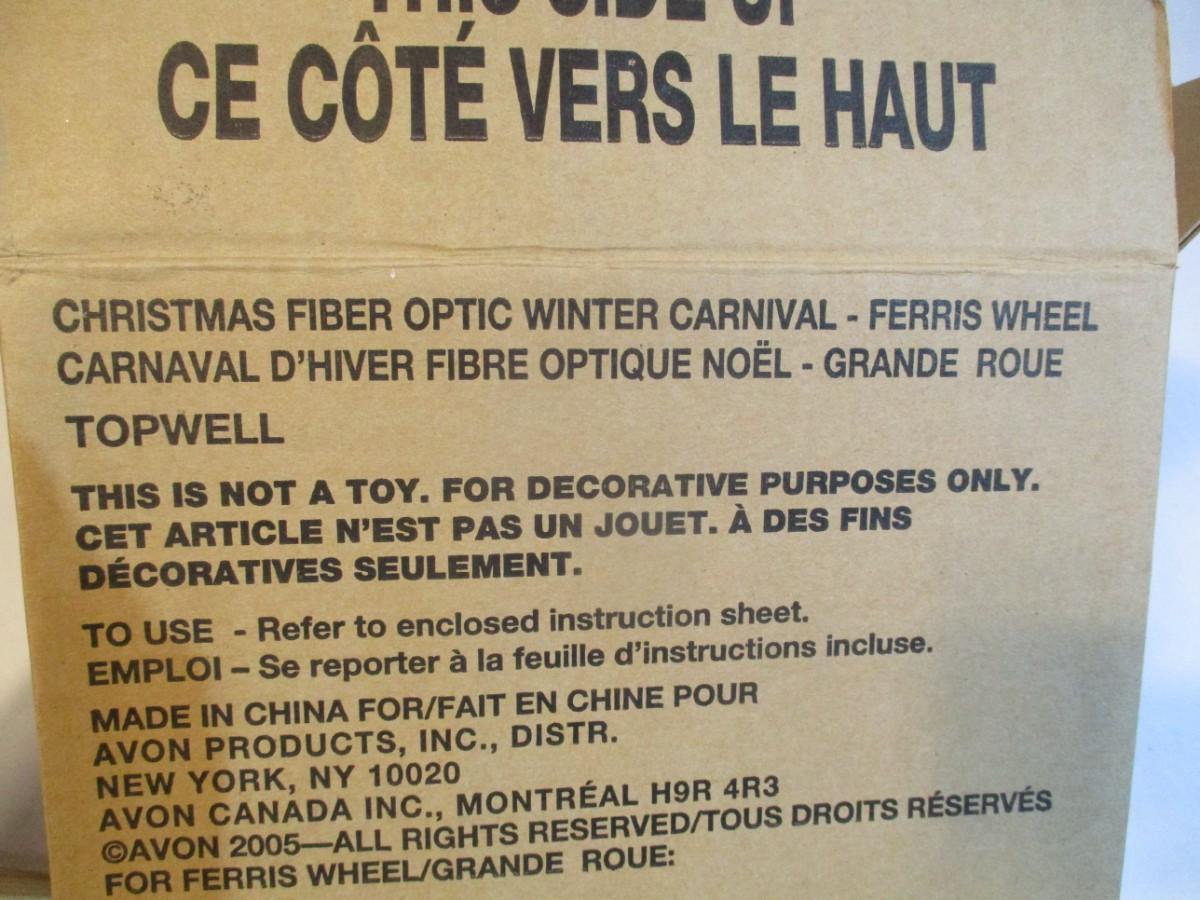 THIS SIDE UP
CE CÔTÉ VERS LE HAUT
CHRISTMAS FIBER OPTIC WINTER CARNIVAL - FERRIS WHEEL
CARNAVAL D'HIVER FIBRE OPTIQUE NOËL - GRANDE ROUE
TOPWELL
THIS IS NOT A TOY. FOR DECORATIVE PURPOSES ONLY.
CET ARTICLE N'EST PAS UN JOUET. À DES FINS
DÉCORATIVES SEULEMENT.
TO USE - Refer to enclosed instruction sheet.
EMPLOI – Se reporter à la feuille d'instructions incluse.
MADE IN CHINA FOR/FAIT EN CHINE POUR
AVON PRODUCTS, INC., DISTR.
NEW YORK, NY 10020
AVON CANADA INC., MONTRÉAL H9R 4R3
©AVON 2005—ALL RIGHTS RESERVED/TOUS DROITS RÉSERVÉS
FOR FERRIS WHEEL/GRANDE ROUE: